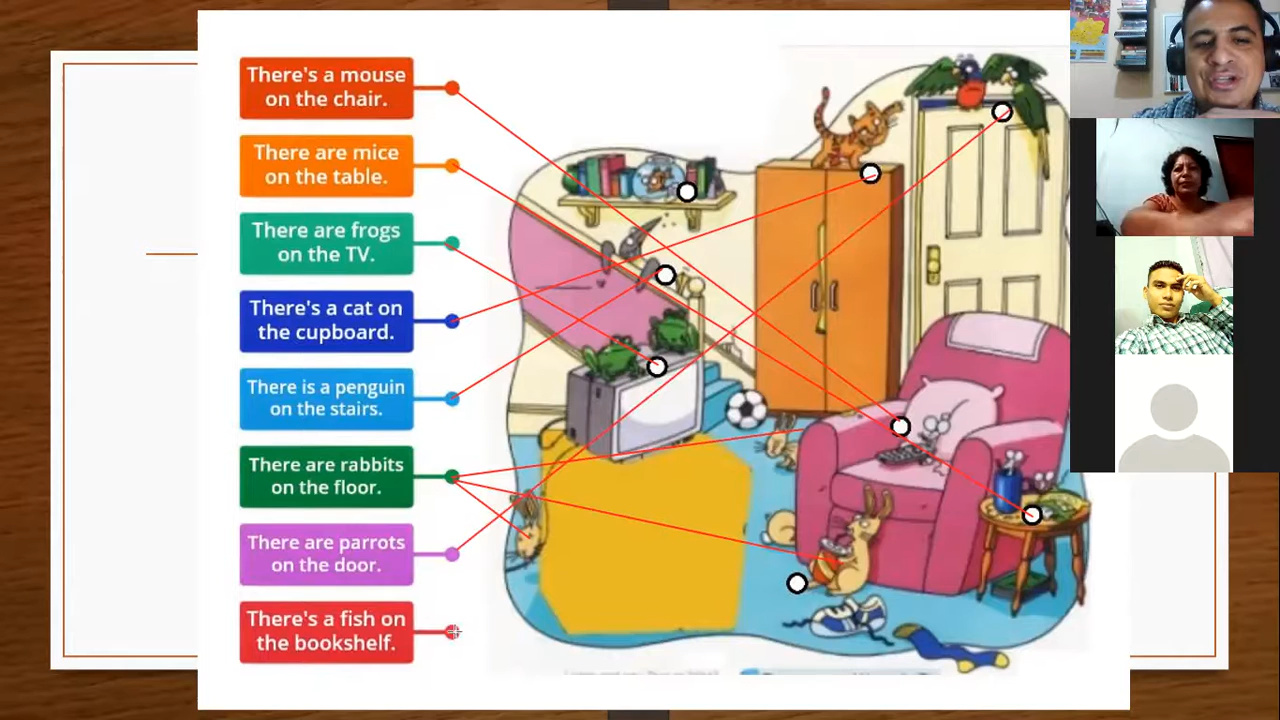 There's a mouse
on the chair.
There are mice
on the table.
There are frogs
on the TV.
There's a cat on
the cupboard.
There is a penguin
on the stairs.
There are rabbits
on the floor.
There are parrots
on the door.
There's a fish on
the bookshelf.